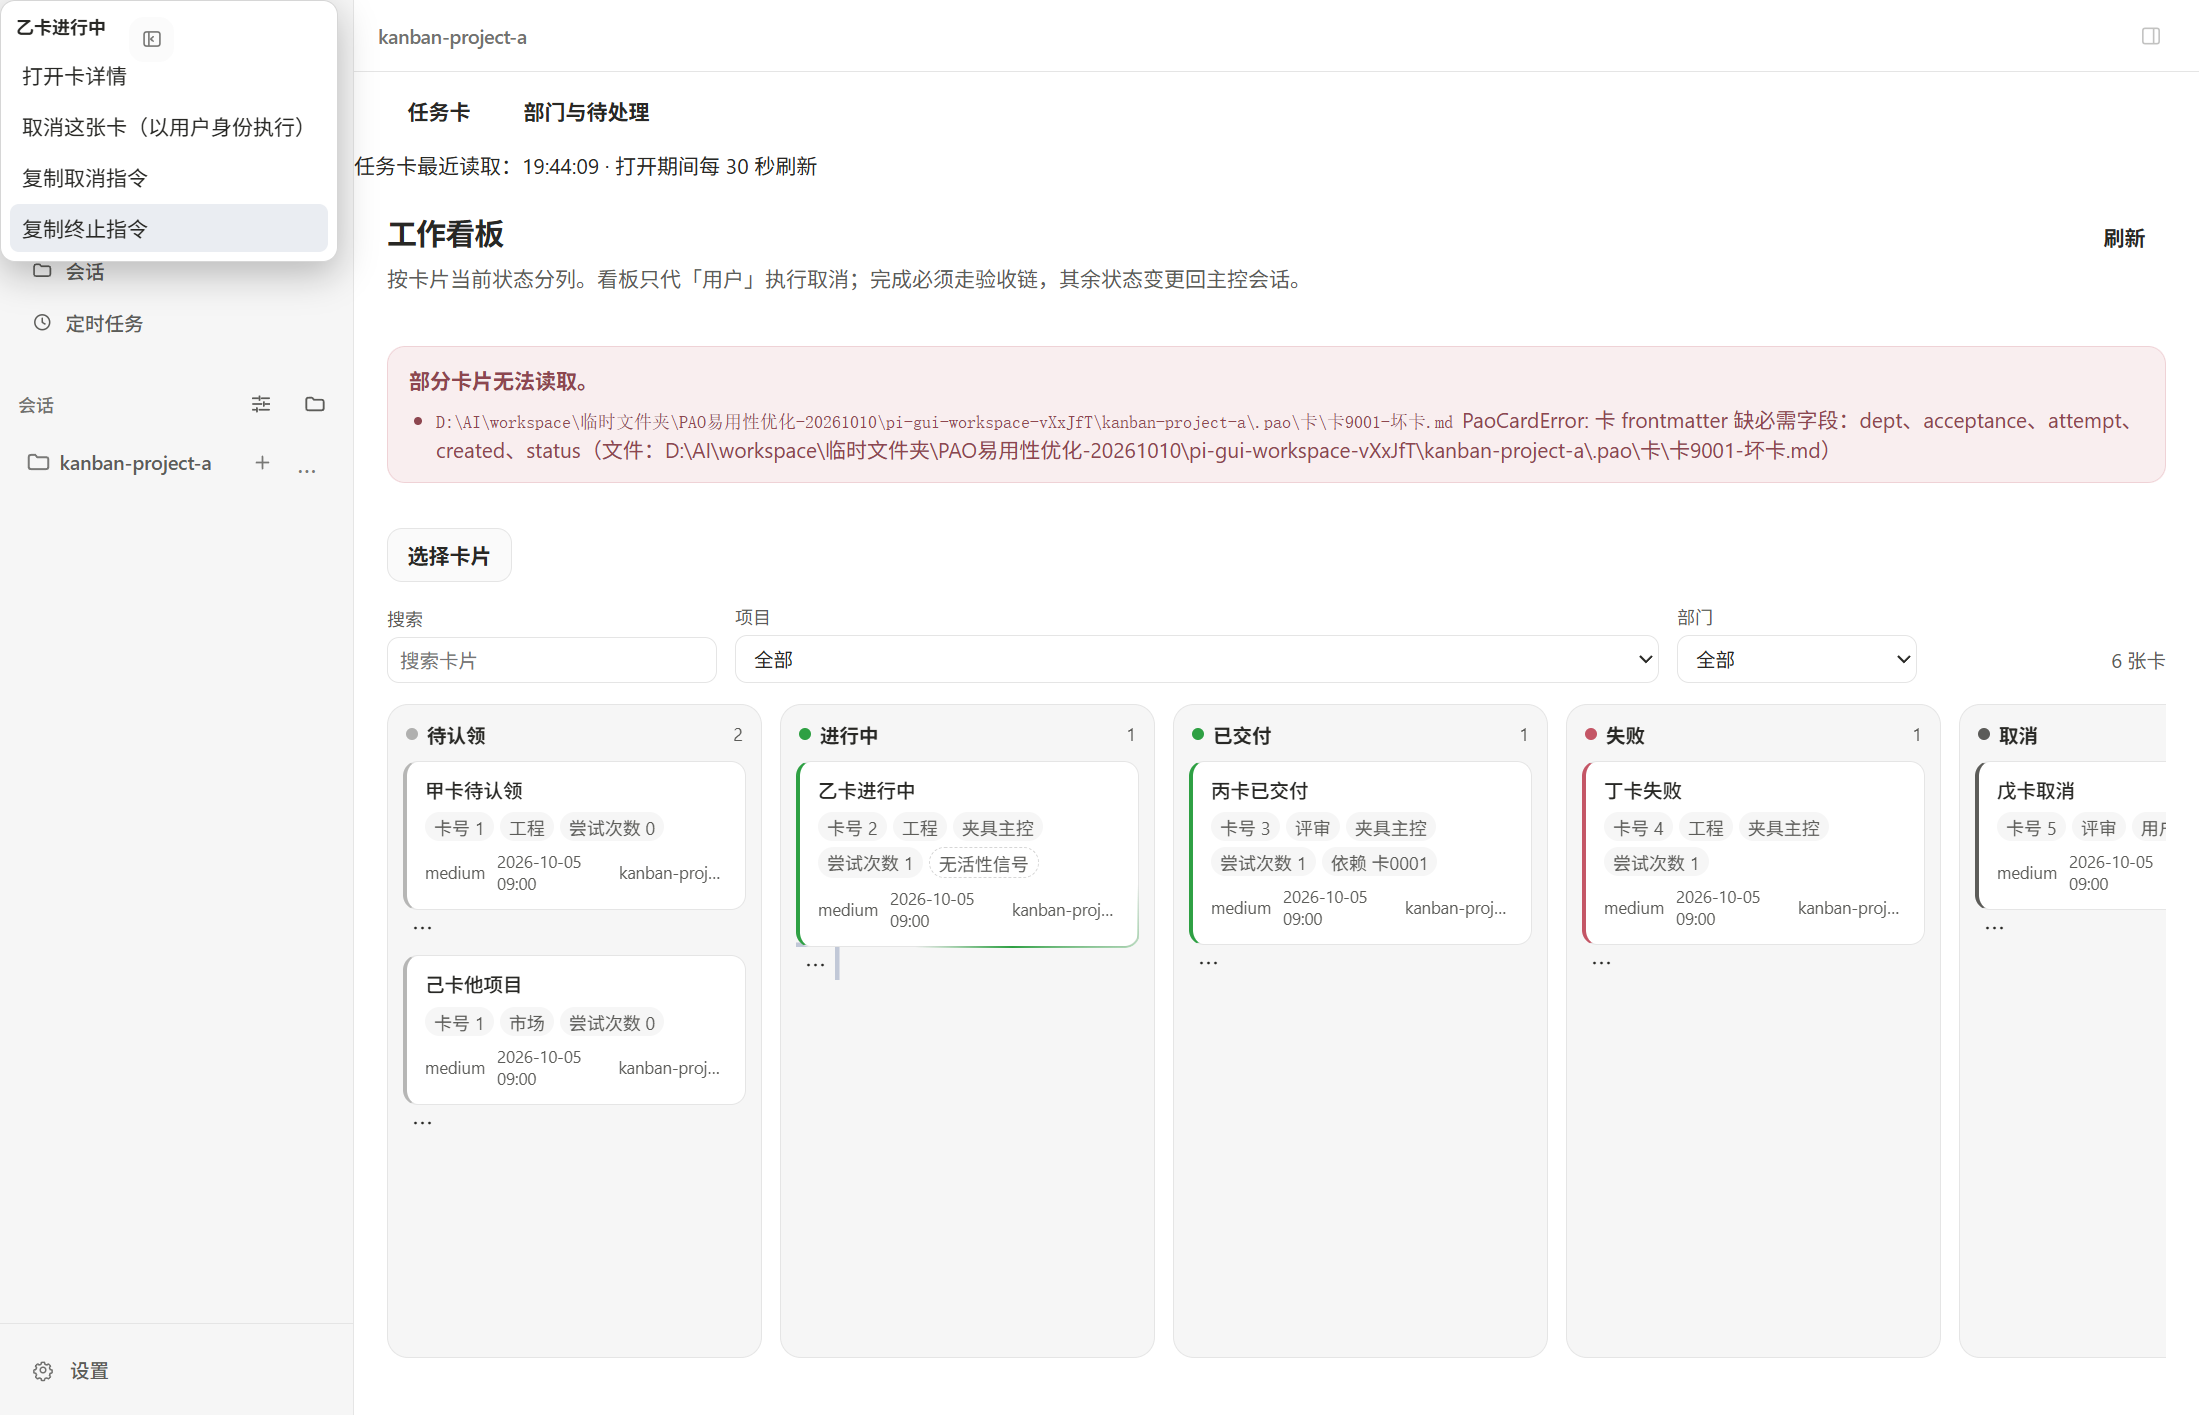 乙卡进行中
打开卡详情
取消这张卡（以用户身份执行）
复制取消指令
复制终止指令
会话
定时任务
会话
kanban-project-a
...
设置
kanban-project-a
任务卡
部门与待处理
任务卡最近读取：19:44:09 · 打开期间每 30 秒刷新
工作看板
刷新
按卡片当前状态分列。看板只代「用户」执行取消；完成必须走验收链，其余状态变更回主控会话。
部分卡片无法读取。
D:\AI\workspace\临时文件夹\PAO易用性优化-20261010\pi-gui-workspace-vXxJfT\kanban-project-a\.pao\卡\卡9001-坏卡.md PaoCardError: 卡 frontmatter 缺必需字段：dept、acceptance、attempt、
created、status（文件：D:\AI\workspace\临时文件夹\PAO易用性优化-20261010\pi-gui-workspace-vXxJfT\kanban-project-a\.pao\卡\卡9001-坏卡.md）
选择卡片
搜索
项目
部门
搜索卡片
全部
全部
6 张卡
待认领
2
甲卡待认领
卡号 1
工程
尝试次数 0
medium
2026-10-05
09:00
kanban-proj...
...
己卡他项目
卡号 1
市场
尝试次数 0
medium
2026-10-05
09:00
kanban-proj...
...
进行中
1
乙卡进行中
卡号 2
工程
夹具主控
尝试次数 1
无活性信号
medium
2026-10-05
09:00
kanban-proj...
...
已交付
1
丙卡已交付
卡号 3
评审
夹具主控
尝试次数 1
依赖 卡0001
medium
2026-10-05
09:00
kanban-proj...
...
失败
1
丁卡失败
卡号 4
工程
夹具主控
尝试次数 1
medium
2026-10-05
09:00
kanban-proj...
...
取消
戊卡取消
卡号 5
评审
medium
2026-10-05
09:00
...